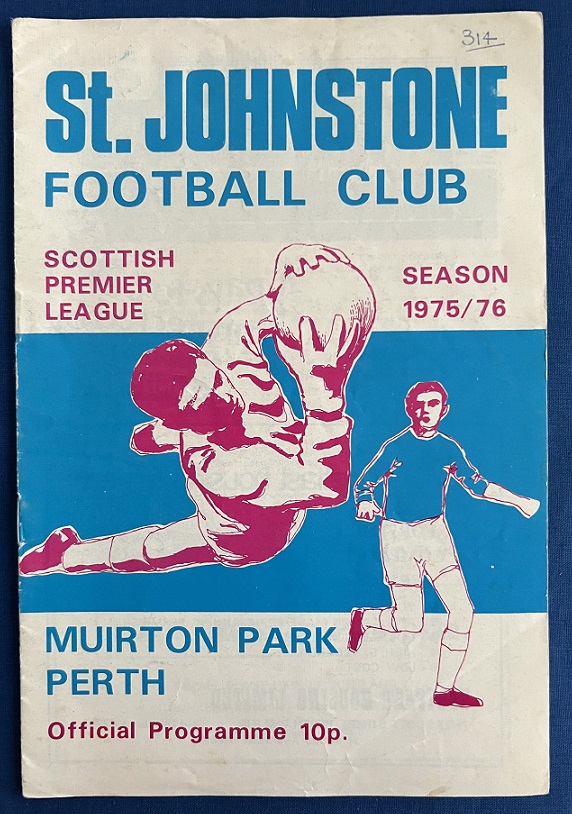 314
St. JOHNSTONE
FOOTBALL CLUB
SCOTTISH
PREMIER
LEAGUE
SEASON
1975/76
MUIRTON PARK
PERTH
Official Programme 10p.